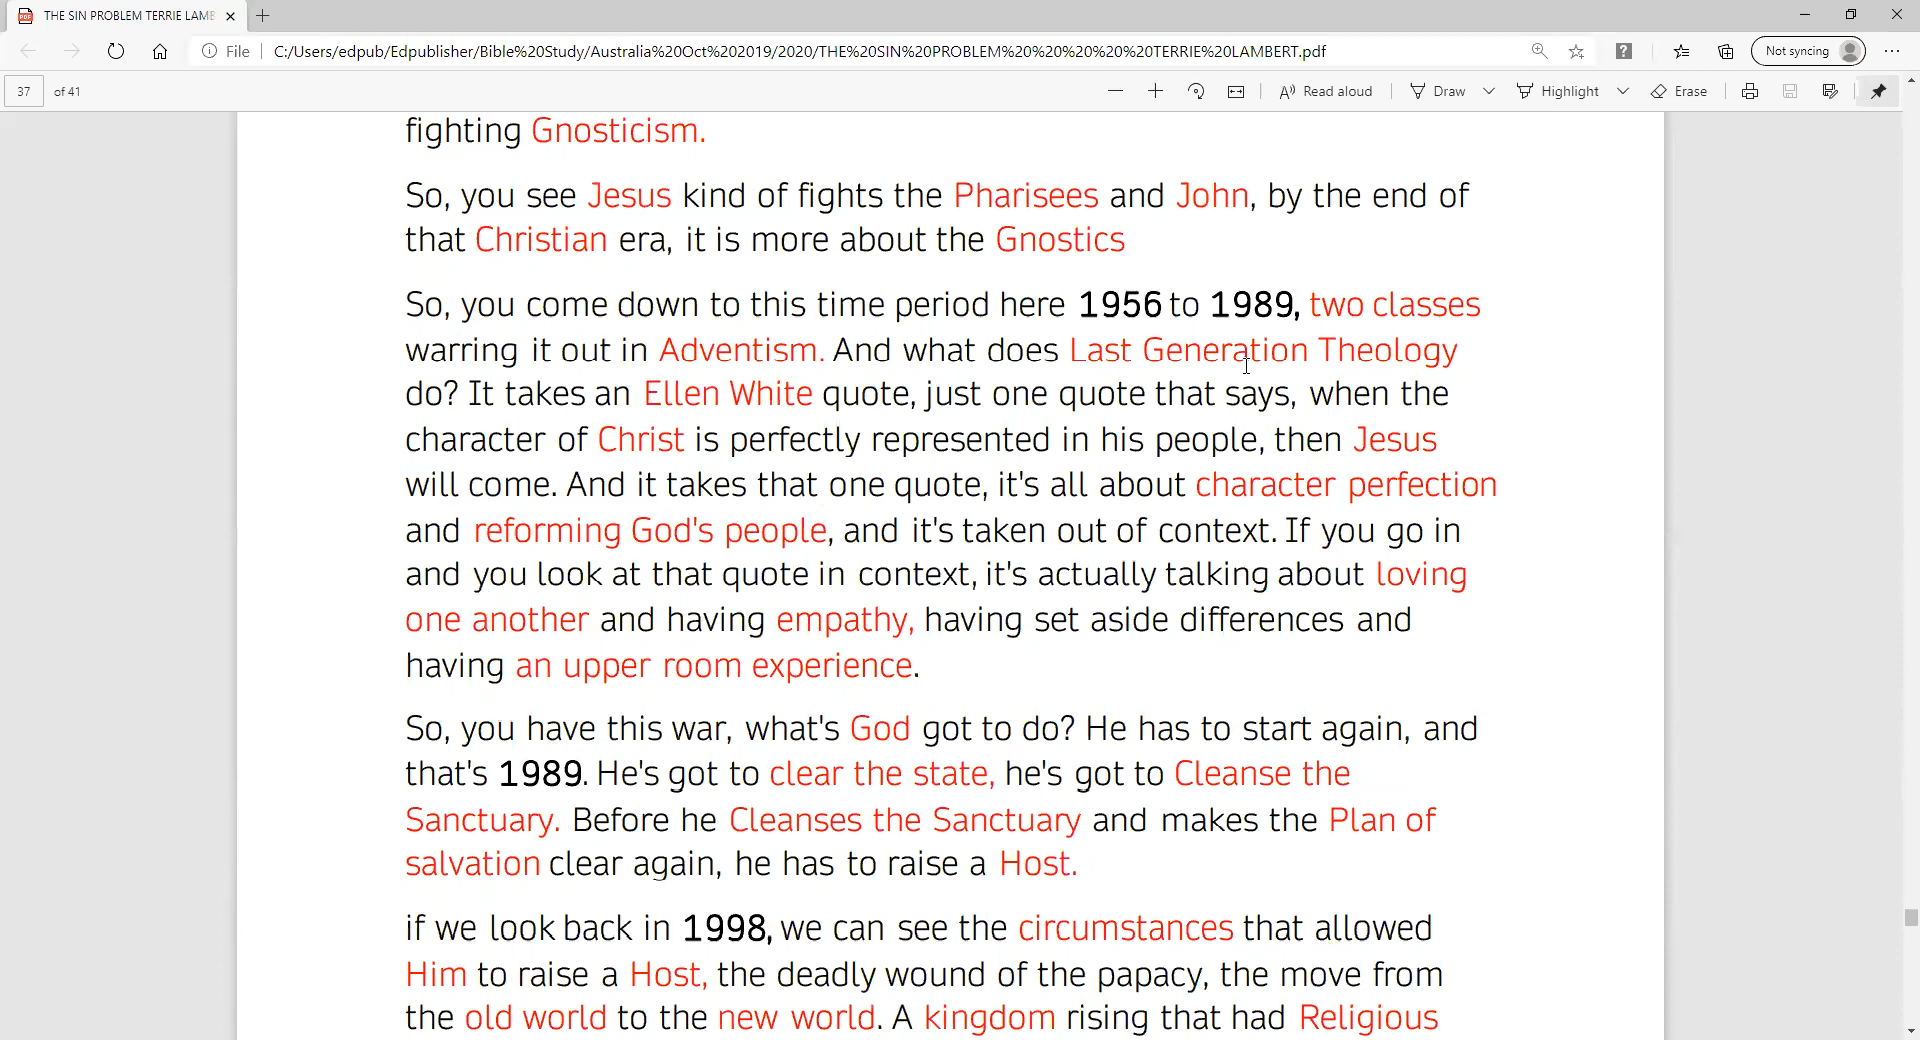 THE SIN PROBLEM TERRIE LAMB
File
C:/Users/edpub/Edpublisher/Bible%20Study/Australia%20Oct%202019/2020/THE%20SIN%20PROBLEM%20%20%20%20%20TERRIE%20LAMBERT.pdf
Not syncing
37 of 41
Read aloud
Draw
Highlight
Erase
fighting Gnosticism.
So, you see Jesus kind of fights the Pharisees and John, by the end of
that Christian era, it is more about the Gnostics
So, you come down to this time period here 1956 to 1989, two classes
warring it out in Adventism. And what does Last Generation Theology
do? It takes an Ellen White quote, just one quote that says, when the
character of Christ is perfectly represented in his people, then Jesus
will come. And it takes that one quote, it's all about character perfection
and reforming God's people, and it's taken out of context. If you go in
and you look at that quote in context, it's actually talking about loving
one another and having empathy, having set aside differences and
having an upper room experience.
So, you have this war, what's God got to do? He has to start again, and
that's 1989. He's got to clear the state, he's got to Cleanse the
Sanctuary. Before he Cleanses the Sanctuary and makes the Plan of
salvation clear again, he has to raise a Host.
if we look back in 1998, we can see the circumstances that allowed
Him to raise a Host, the deadly wound of the papacy, the move from
the old world to the new world. A kingdom rising that had Religious